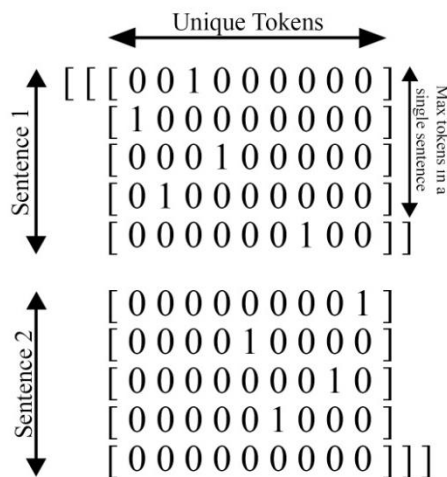 Unique Tokens
Sentence 1
[ [ [ 0 0 1 0 0 0 0 0 0 ]
[ 1 0 0 0 0 0 0 0 0 ]
[ 0 0 0 1 0 0 0 0 0 ]
[ 0 1 0 0 0 0 0 0 0 ]
[ 0 0 0 0 0 0 1 0 0 ] ]
Max tokens in a
single sentence
Sentence 2
[ 0 0 0 0 0 0 0 0 1 ]
[ 0 0 0 0 1 0 0 0 0 ]
[ 0 0 0 0 0 0 0 1 0 ]
[ 0 0 0 0 0 1 0 0 0 ]
[ 0 0 0 0 0 0 0 0 0 ] ] ]